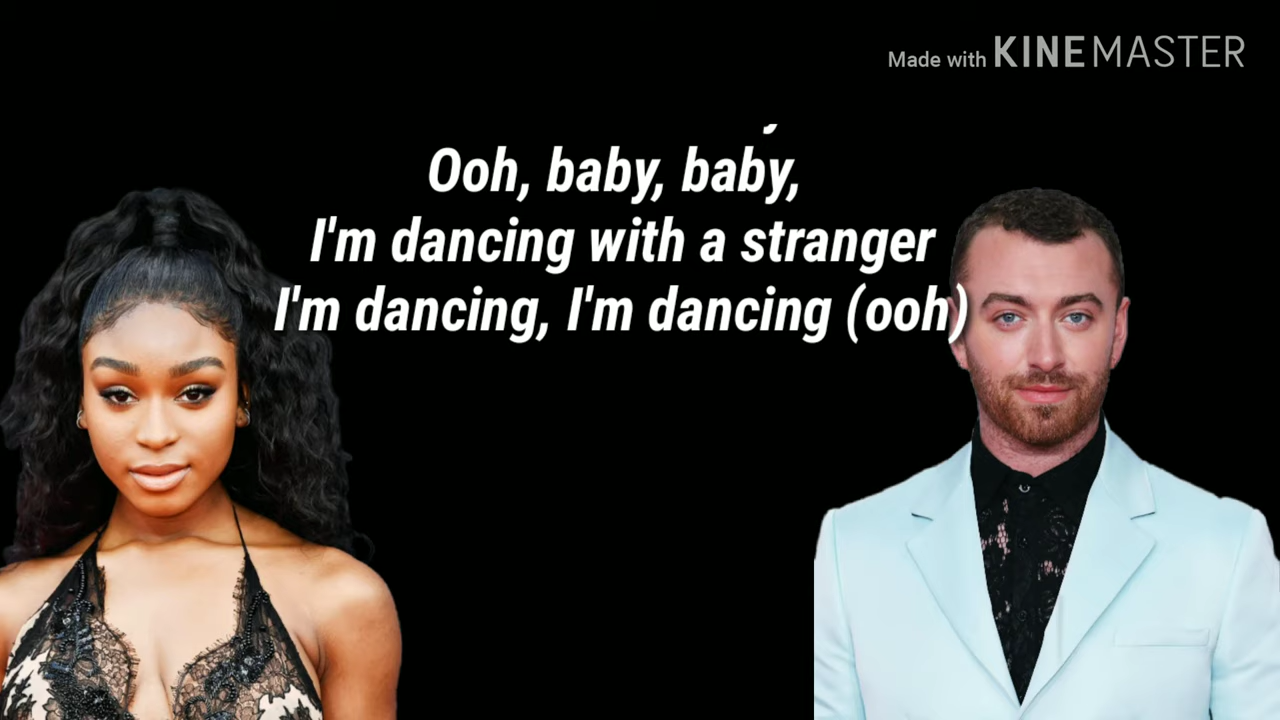 Made with KINEMASTER
Ooh, baby, baby,
I'm dancing with a stranger
I'm dancing, I'm dancing (ooh)